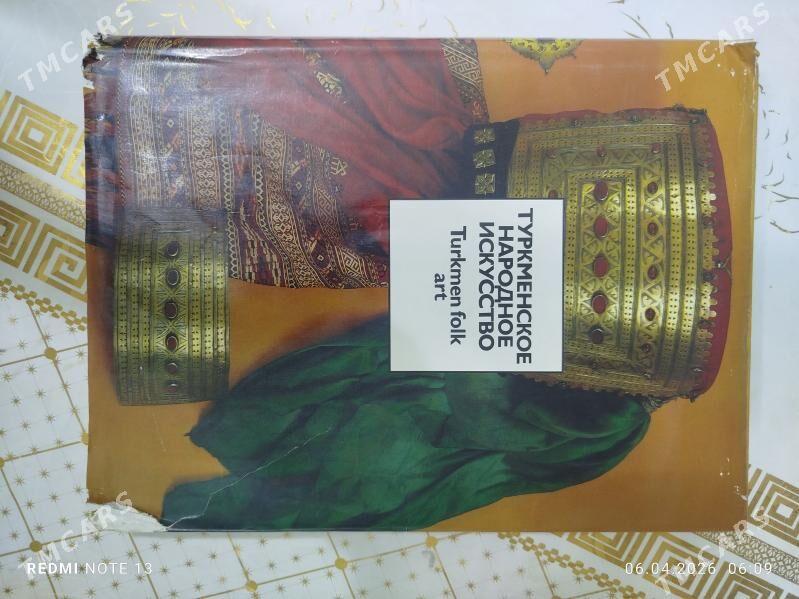 TMCARS
TMCARS
ТУРКМЕНСКОЕ
НАРОДНОЕ
ИСКУССТВО
Turkmen folk
art
TMCARS
TMCARS
REDMI NOTE 13
06.04.2026 06:09